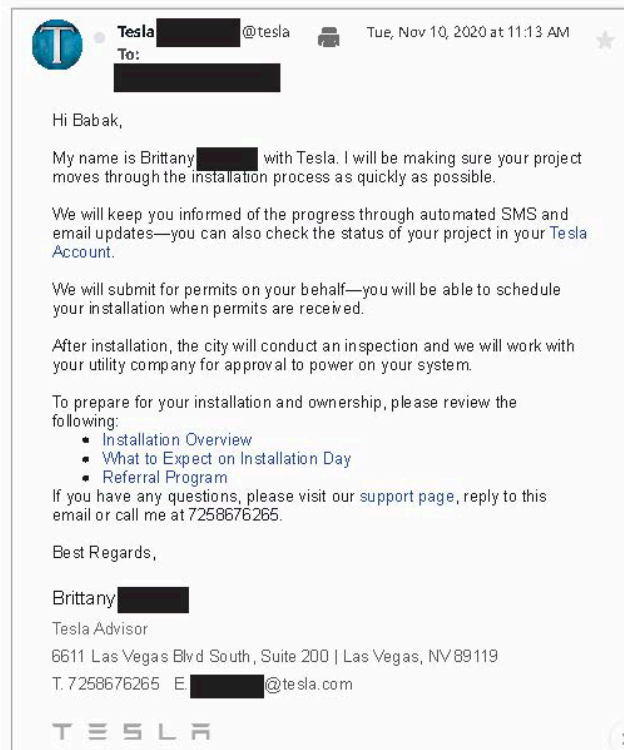 T
Tesla @tesla Tue, Nov 10, 2020 at 11:13 AM
To:
Hi Babak,
My name is Brittany with Tesla. I will be making sure your project
moves through the installation process as quickly as possible.
We will keep you informed of the progress through automated SMS and
email updates—you can also check the status of your project in your Tesla
Account.
We will submit for permits on your behalf—you will be able to schedule
your installation when permits are received.
After installation, the city will conduct an inspection and we will work with
your utility company for approval to power on your system.
To prepare for your installation and ownership, please review the
following:
• Installation Overview
• What to Expect on Installation Day
• Referral Program
If you have any questions, please visit our support page, reply to this
email or call me at 7258676265.
Best Regards,
Brittany
Tesla Advisor
6611 Las Vegas Blvd South, Suite 200 | Las Vegas, NV 89119
T. 7258676265 E. @tesla.com
TESLA